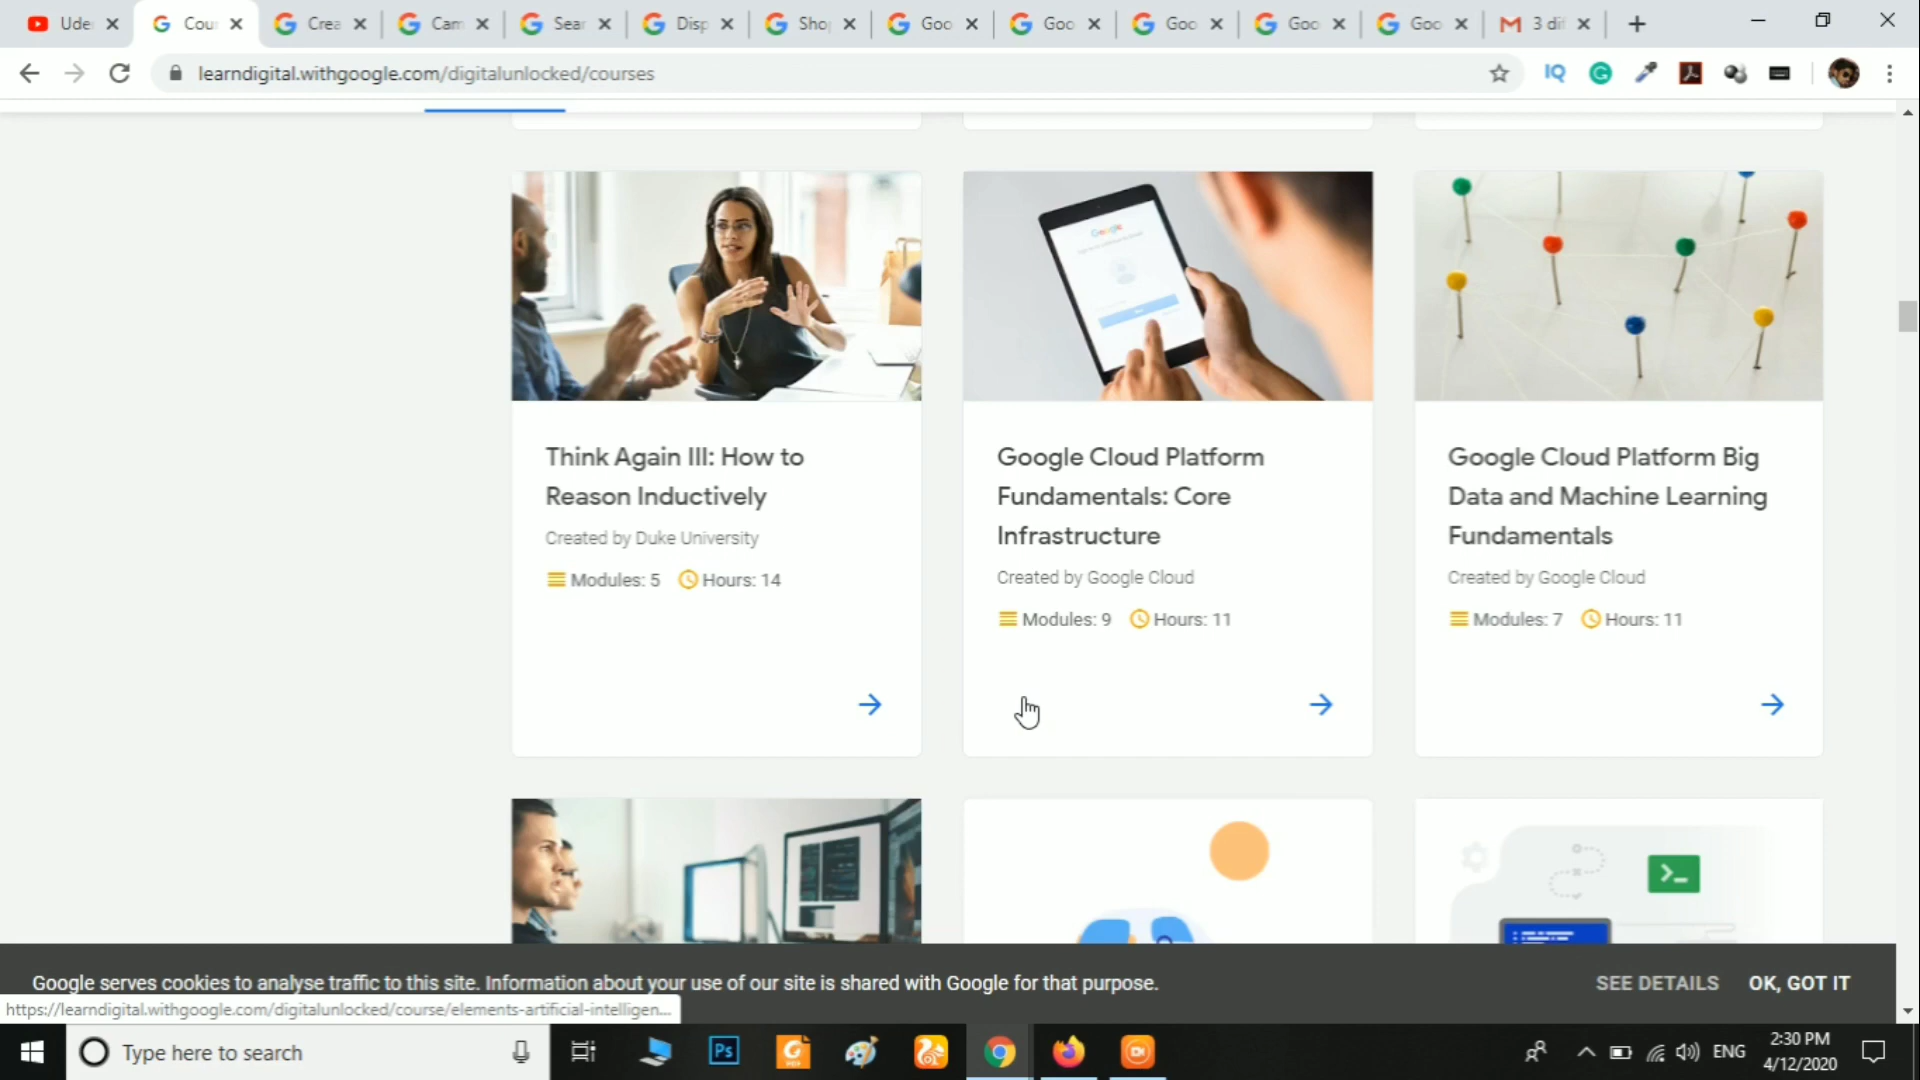 Ude
Cour
Crea
Cam
Sear
Disp
Shop
Goo
Goo
Goo
Goo
Goo
3 dif
learndigital.withgoogle.com/digitalunlocked/courses
Google
Think Again III: How to
Reason Inductively
Created by Duke University
Modules: 5 Hours: 14
Google Cloud Platform
Fundamentals: Core
Infrastructure
Created by Google Cloud
Modules: 9 Hours: 11
Google Cloud Platform Big
Data and Machine Learning
Fundamentals
Created by Google Cloud
Modules: 7 Hours: 11
Google serves cookies to analyse traffic to this site. Information about your use of our site is shared with Google for that purpose.
SEE DETAILS OK, GOT IT
https://learndigital.withgoogle.com/digitalunlocked/course/elements-artificial-intelligen...
Type here to search
Ps
ENG
2:30 PM
4/12/2020